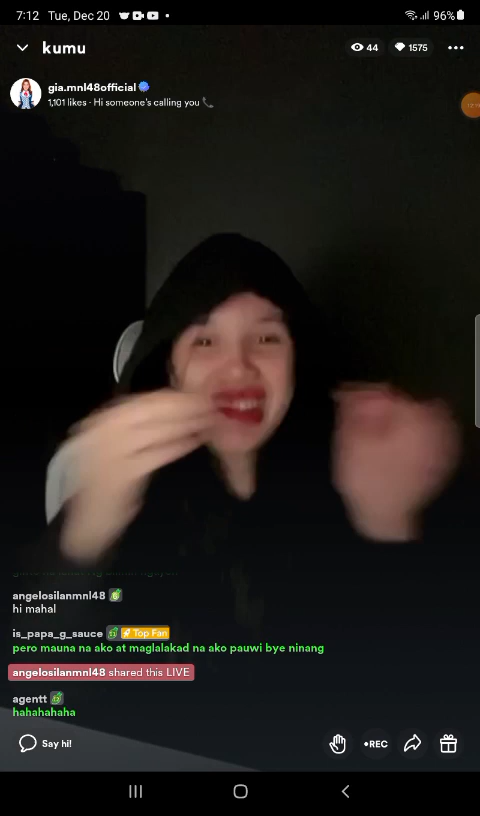 7:12 Tue, Dec 20 96%
kumu 44 1575
gia.mnl48official
1,101 likes · Hi someone's calling you 📞
angelosilanmnl48
hi mahal
is_papa_g_sauce Top Fan
pero mauna na ako at maglalakad na ako pauwi bye ninang
angelosilanmnl48 shared this LIVE
agentt
hahahahaha
Say hi! •REC